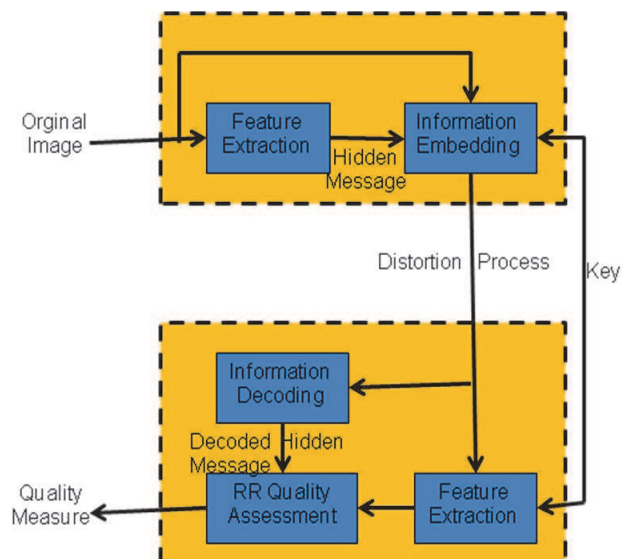 Orginal
Image
Feature
Extraction
Hidden
Message
Information
Embedding
Distortion Process
Key
Information
Decoding
Decoded Hidden
Message
RR Quality
Assessment
Feature
Extraction
Quality
Measure